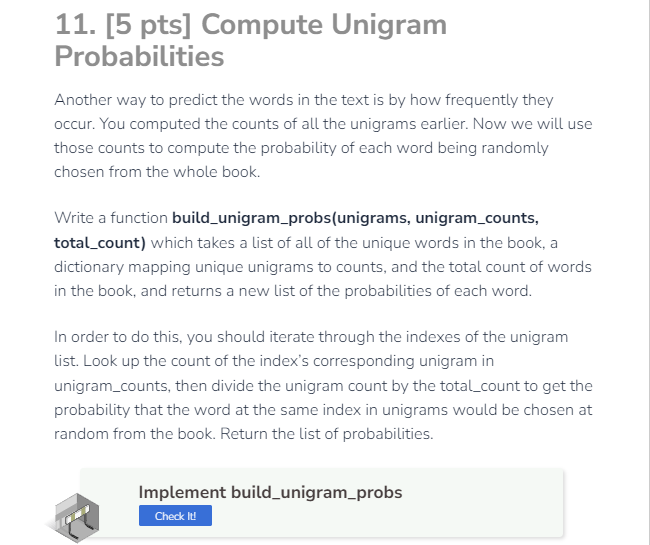 11. [5 pts] Compute Unigram
Probabilities
Another way to predict the words in the text is by how frequently they
occur. You computed the counts of all the unigrams earlier. Now we will use
those counts to compute the probability of each word being randomly
chosen from the whole book.
Write a function build_unigram_probs(unigrams, unigram_counts,
total_count) which takes a list of all of the unique words in the book, a
dictionary mapping unique unigrams to counts, and the total count of words
in the book, and returns a new list of the probabilities of each word.
In order to do this, you should iterate through the indexes of the unigram
list. Look up the count of the index's corresponding unigram in
unigram_counts, then divide the unigram count by the total_count to get the
probability that the word at the same index in unigrams would be chosen at
random from the book. Return the list of probabilities.
Implement build_unigram_probs
Check It!